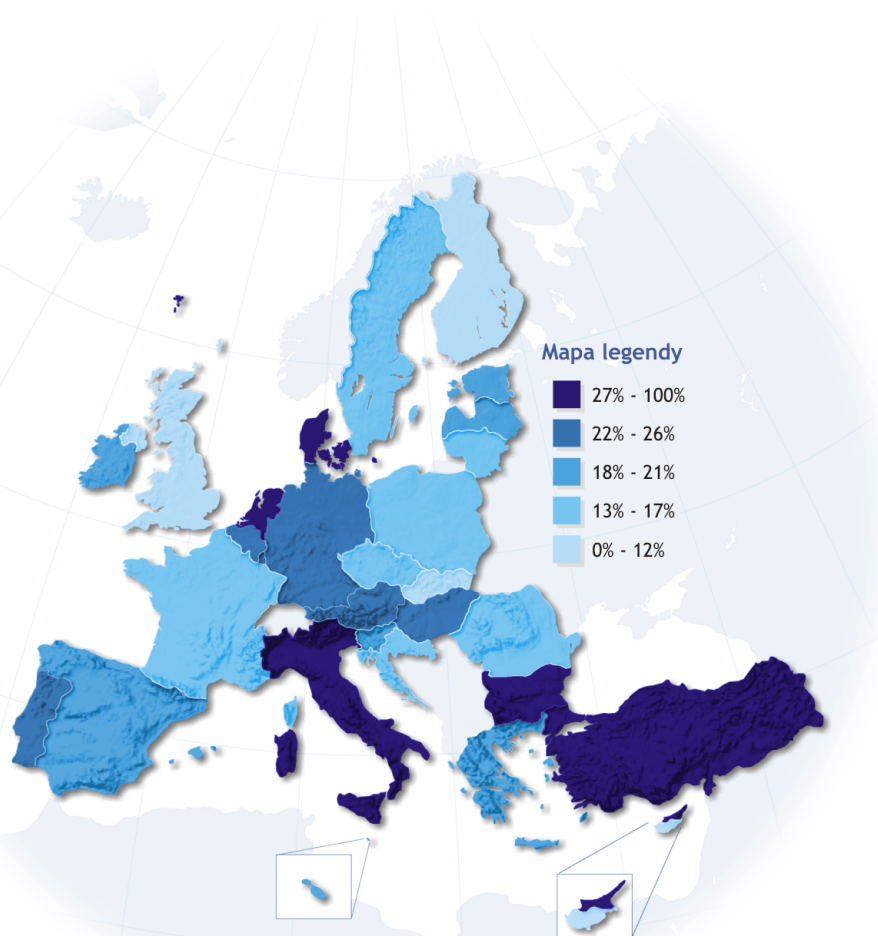 Mapa legendy
27% - 100%
22% - 26%
18% - 21%
13% - 17%
0% - 12%